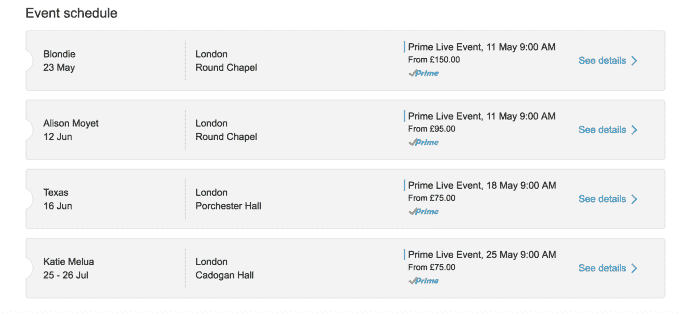 Event schedule
Blondie
23 May
London
Round Chapel
Prime Live Event, 11 May 9:00 AM
From £150.00
Prime
See details
Alison Moyet
12 Jun
London
Round Chapel
Prime Live Event, 11 May 9:00 AM
From £95.00
Prime
See details
Texas
16 Jun
London
Porchester Hall
Prime Live Event, 18 May 9:00 AM
From £75.00
Prime
See details
Katie Melua
25 - 26 Jul
London
Cadogan Hall
Prime Live Event, 25 May 9:00 AM
From £75.00
Prime
See details